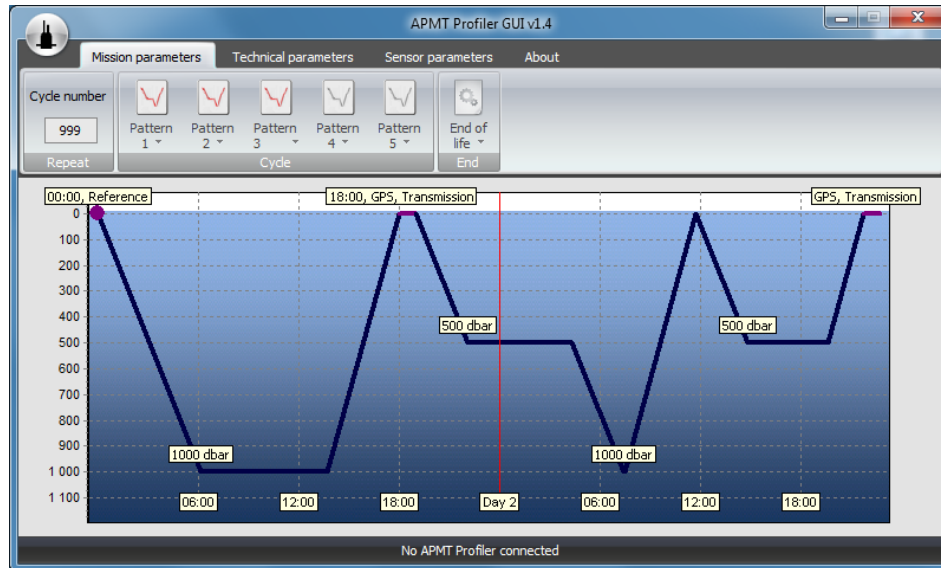 APMT Profiler GUI v1.4
Mission parameters Technical parameters Sensor parameters About
Cycle number
999
Repeat
Pattern 1
Pattern 2
Pattern 3
Pattern 4
Pattern 5
Cycle
End of life
End
00:00, Reference 18:00, GPS, Transmission GPS, Transmission
0
100
200
300
400
500 dbar 500 dbar
500
600
700
800
900
1000 dbar 1000 dbar
1 000
1 100
06:00 12:00 18:00 Day 2 06:00 12:00 18:00
No APMT Profiler connected